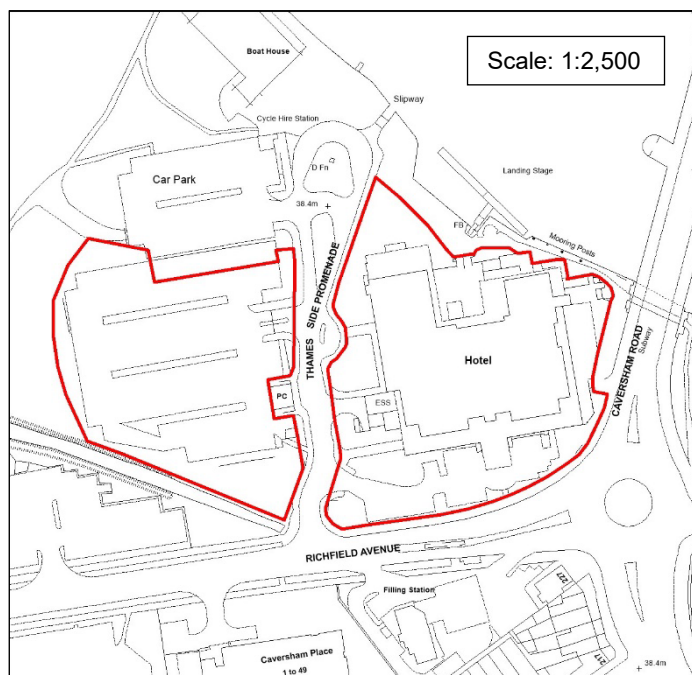 Boat House
Scale: 1:2,500
Slipway
Cycle Hire Station
D Fn
Car Park
Landing Stage
38.4m
FB
Mooring Posts
THAMES SIDE PROMENADE
Hotel
CAVERSHAM ROAD
Subway
PC
ESS
RICHFIELD AVENUE
Filling Station
227
217
Caversham Place
1 to 49
38.4m